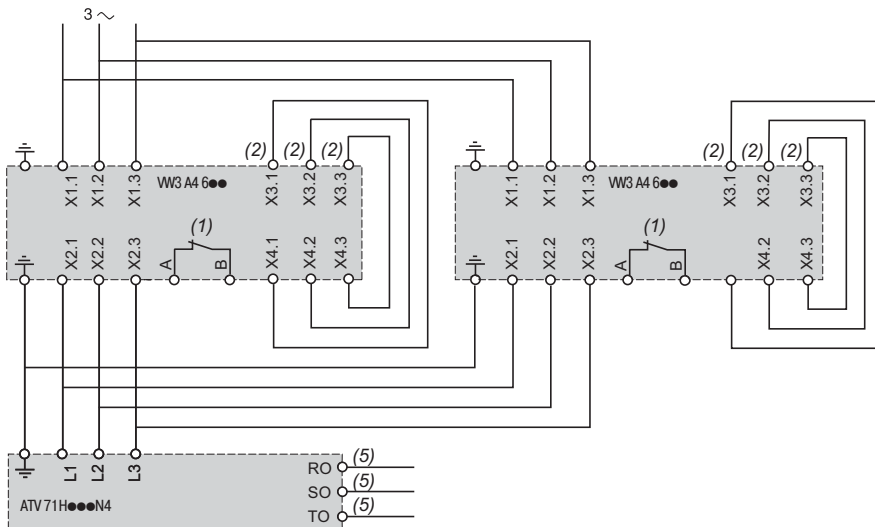 3 ∼
(2) (2) (2)
(2) (2) (2)
X1.1 X1.2 X1.3 VW3 A4 6●● X3.1 X3.2 X3.3
X1.1 X1.2 X1.3 VW3 A4 6●● X3.1 X3.2 X3.3
(1)
(1)
X2.1 X2.2 X2.3 A B X4.1 X4.2 X4.3
X2.1 X2.2 X2.3 A B X4.2 X4.3
L1 L2 L3
RO (5)
ATV 71H●●●N4
SO (5)
TO (5)